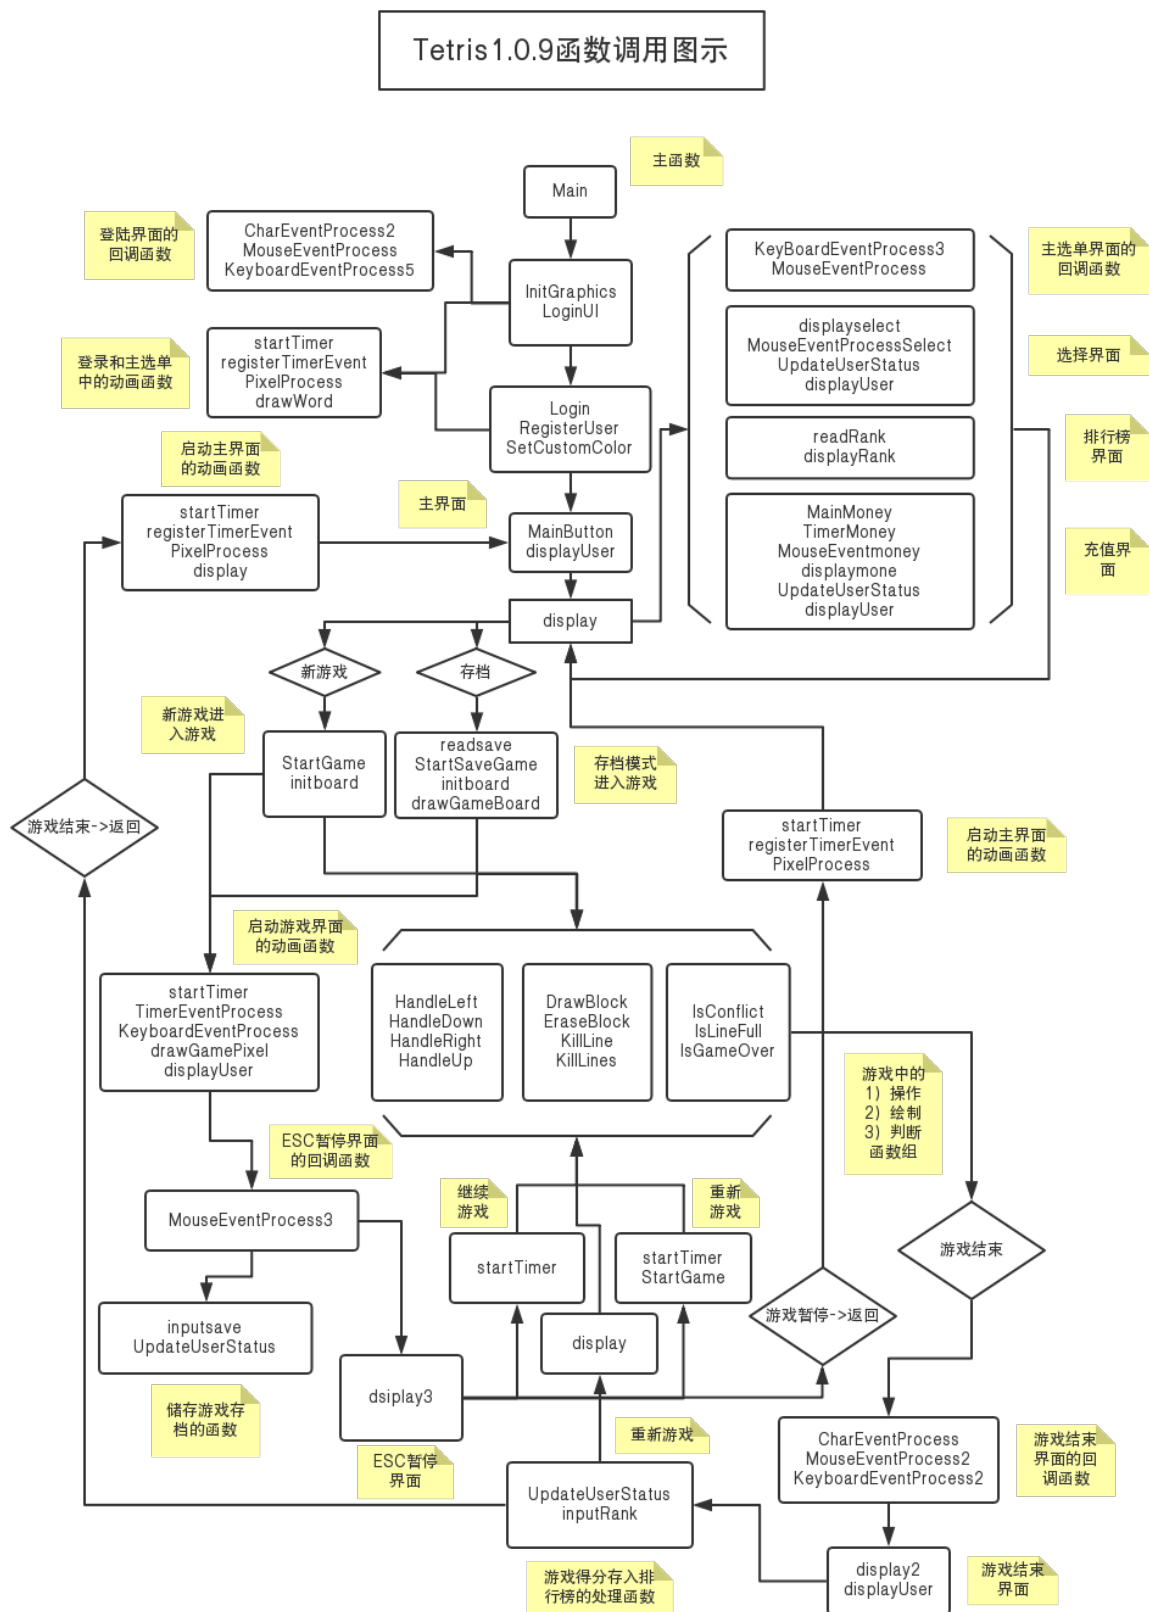 Tetris1.0.9函数调用图示
主函数
Main
登陆界面的
回调函数
CharEventProcess2
MouseEventProcess
KeyboardEventProcess5
InitGraphics
LoginUI
KeyBoardEventProcess3
MouseEventProcess
主选单界面的
回调函数
displayselect
MouseEventProcessSelect
UpdateUserStatus
displayUser
选择界面
登录和主选单
中的动画函数
startTimer
registerTimerEvent
PixelProcess
drawWord
Login
RegisterUser
SetCustomColor
readRank
displayRank
排行榜
界面
启动主界面
的动画函数
startTimer
registerTimerEvent
PixelProcess
display
主界面
MainButton
displayUser
MainMoney
TimerMoney
MouseEventmoney
displaymone
UpdateUserStatus
displayUser
充值界
面
display
新游戏
存档
新游戏进
入游戏
StartGame
initboard
readsave
StartSaveGame
initboard
drawGameBoard
存档模式
进入游戏
游戏结束->返回
startTimer
registerTimerEvent
PixelProcess
启动主界面
的动画函数
启动游戏界面
的动画函数
startTimer
TimerEventProcess
KeyboardEventProcess
drawGamePixel
displayUser
HandleLeft
HandleDown
HandleRight
HandleUp
DrawBlock
EraseBlock
KillLine
KillLines
IsConflict
IsLineFull
IsGameOver
游戏中的
1）操作
2）绘制
3）判断
函数组
ESC暂停界面
的回调函数
MouseEventProcess3
继续
游戏
重新
游戏
startTimer
startTimer
StartGame
游戏结束
inputsave
UpdateUserStatus
display
游戏暂停->返回
储存游戏存
档的函数
dsiplay3
ESC暂停
界面
重新游戏
CharEventProcess
MouseEventProcess2
KeyboardEventProcess2
游戏结束
界面的回
调函数
UpdateUserStatus
inputRank
游戏得分存入排
行榜的处理函数
display2
displayUser
游戏结束
界面